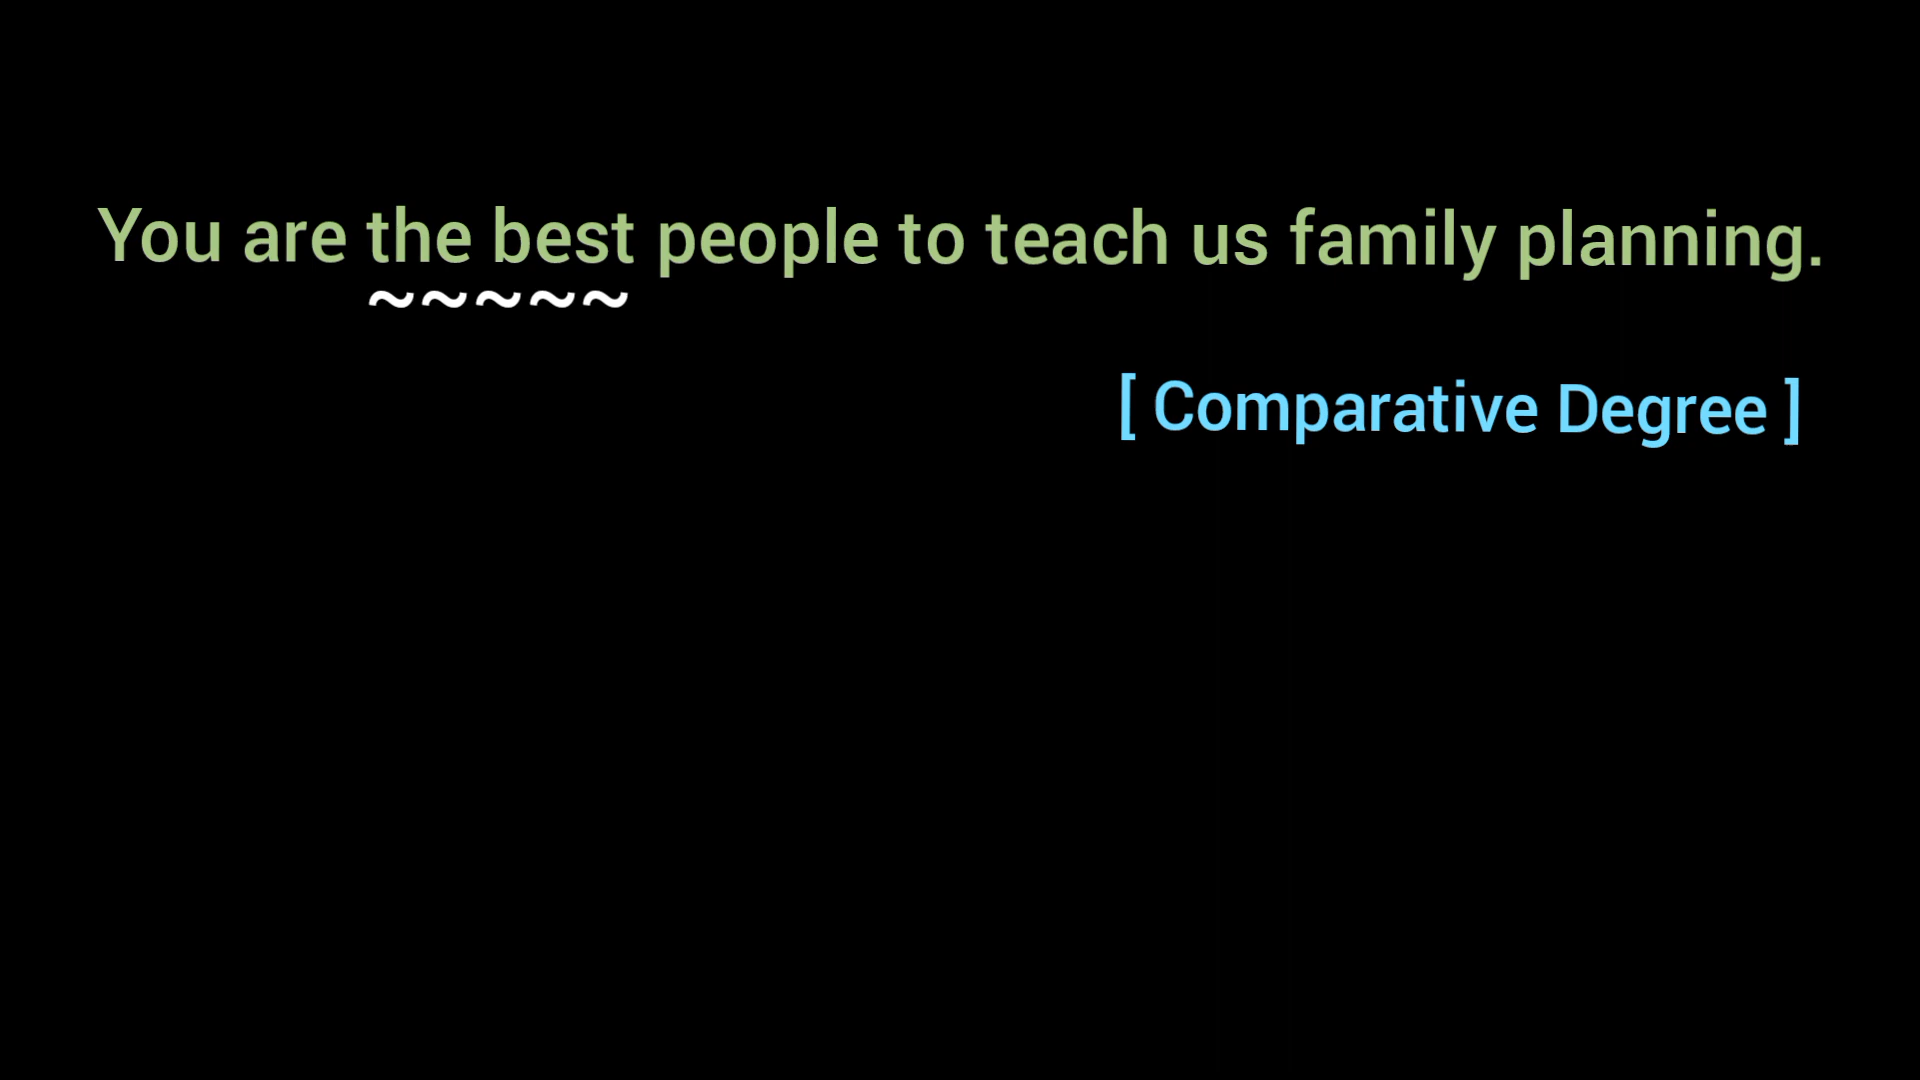 You are the best people to teach us family planning.
~~~~~
[ Comparative Degree ]